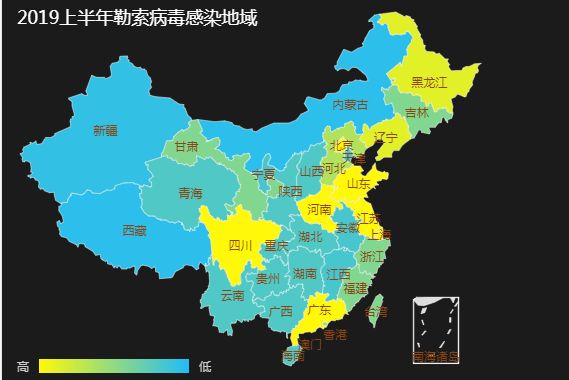 2019上半年勒索病毒感染地域
黑龙江
内蒙古
吉林
新疆
辽宁
北京
甘肃
天津
河北
山西
宁夏
山东
青海
陕西
河南
江苏
西藏
安徽
上海
四川
重庆
湖北
浙江
湖南
江西
贵州
福建
云南
广西
广东
台湾
香港
澳门
海南
南海诸岛
高
低